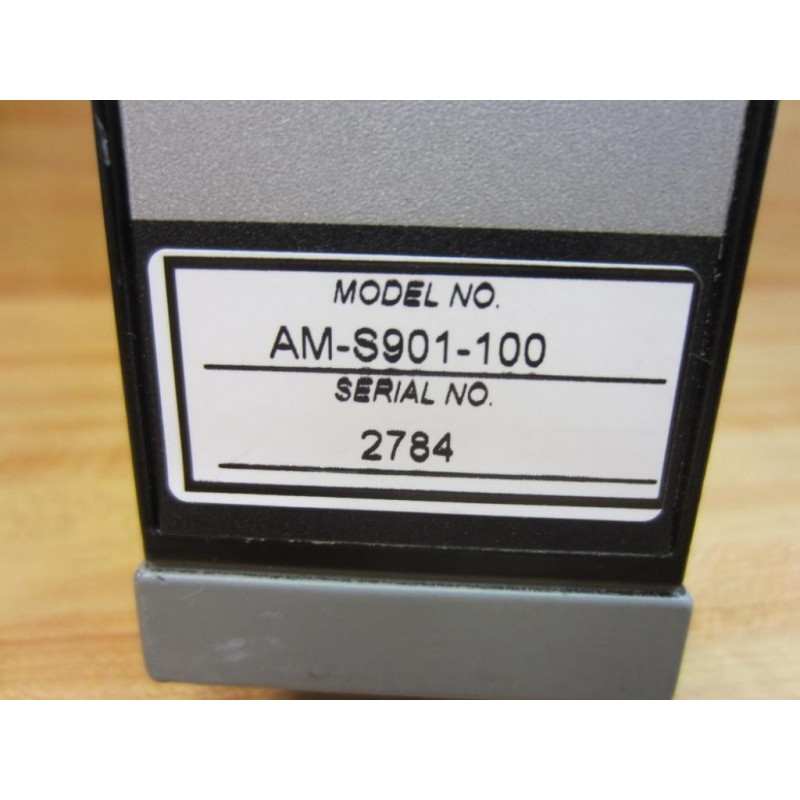 MODEL NO.
AM-S901-100
SERIAL NO.
2784